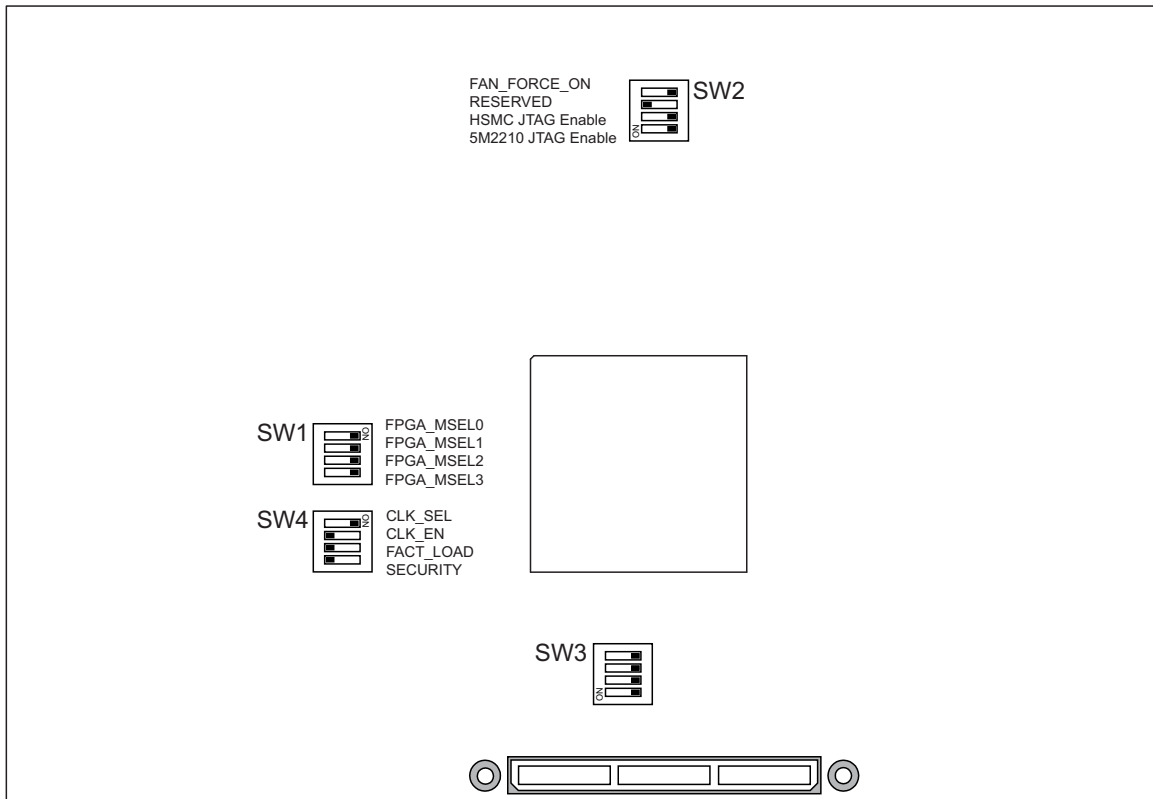 FAN_FORCE_ON
RESERVED
HSMC JTAG Enable
5M2210 JTAG Enable
SW2
ON
SW1
ON
FPGA_MSEL0
FPGA_MSEL1
FPGA_MSEL2
FPGA_MSEL3
SW4
ON
CLK_SEL
CLK_EN
FACT_LOAD
SECURITY
SW3
ON